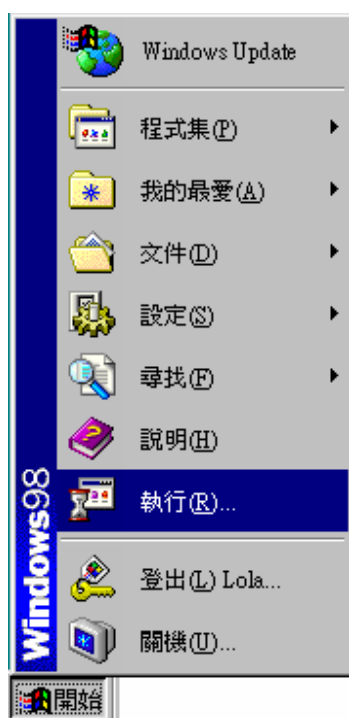 Windows Update
程式集(P)
我的最愛(A)
文件(D)
設定(S)
尋找(F)
說明(H)
執行(R)...
登出(L) Lola...
關機(U)...
Windows98
開始